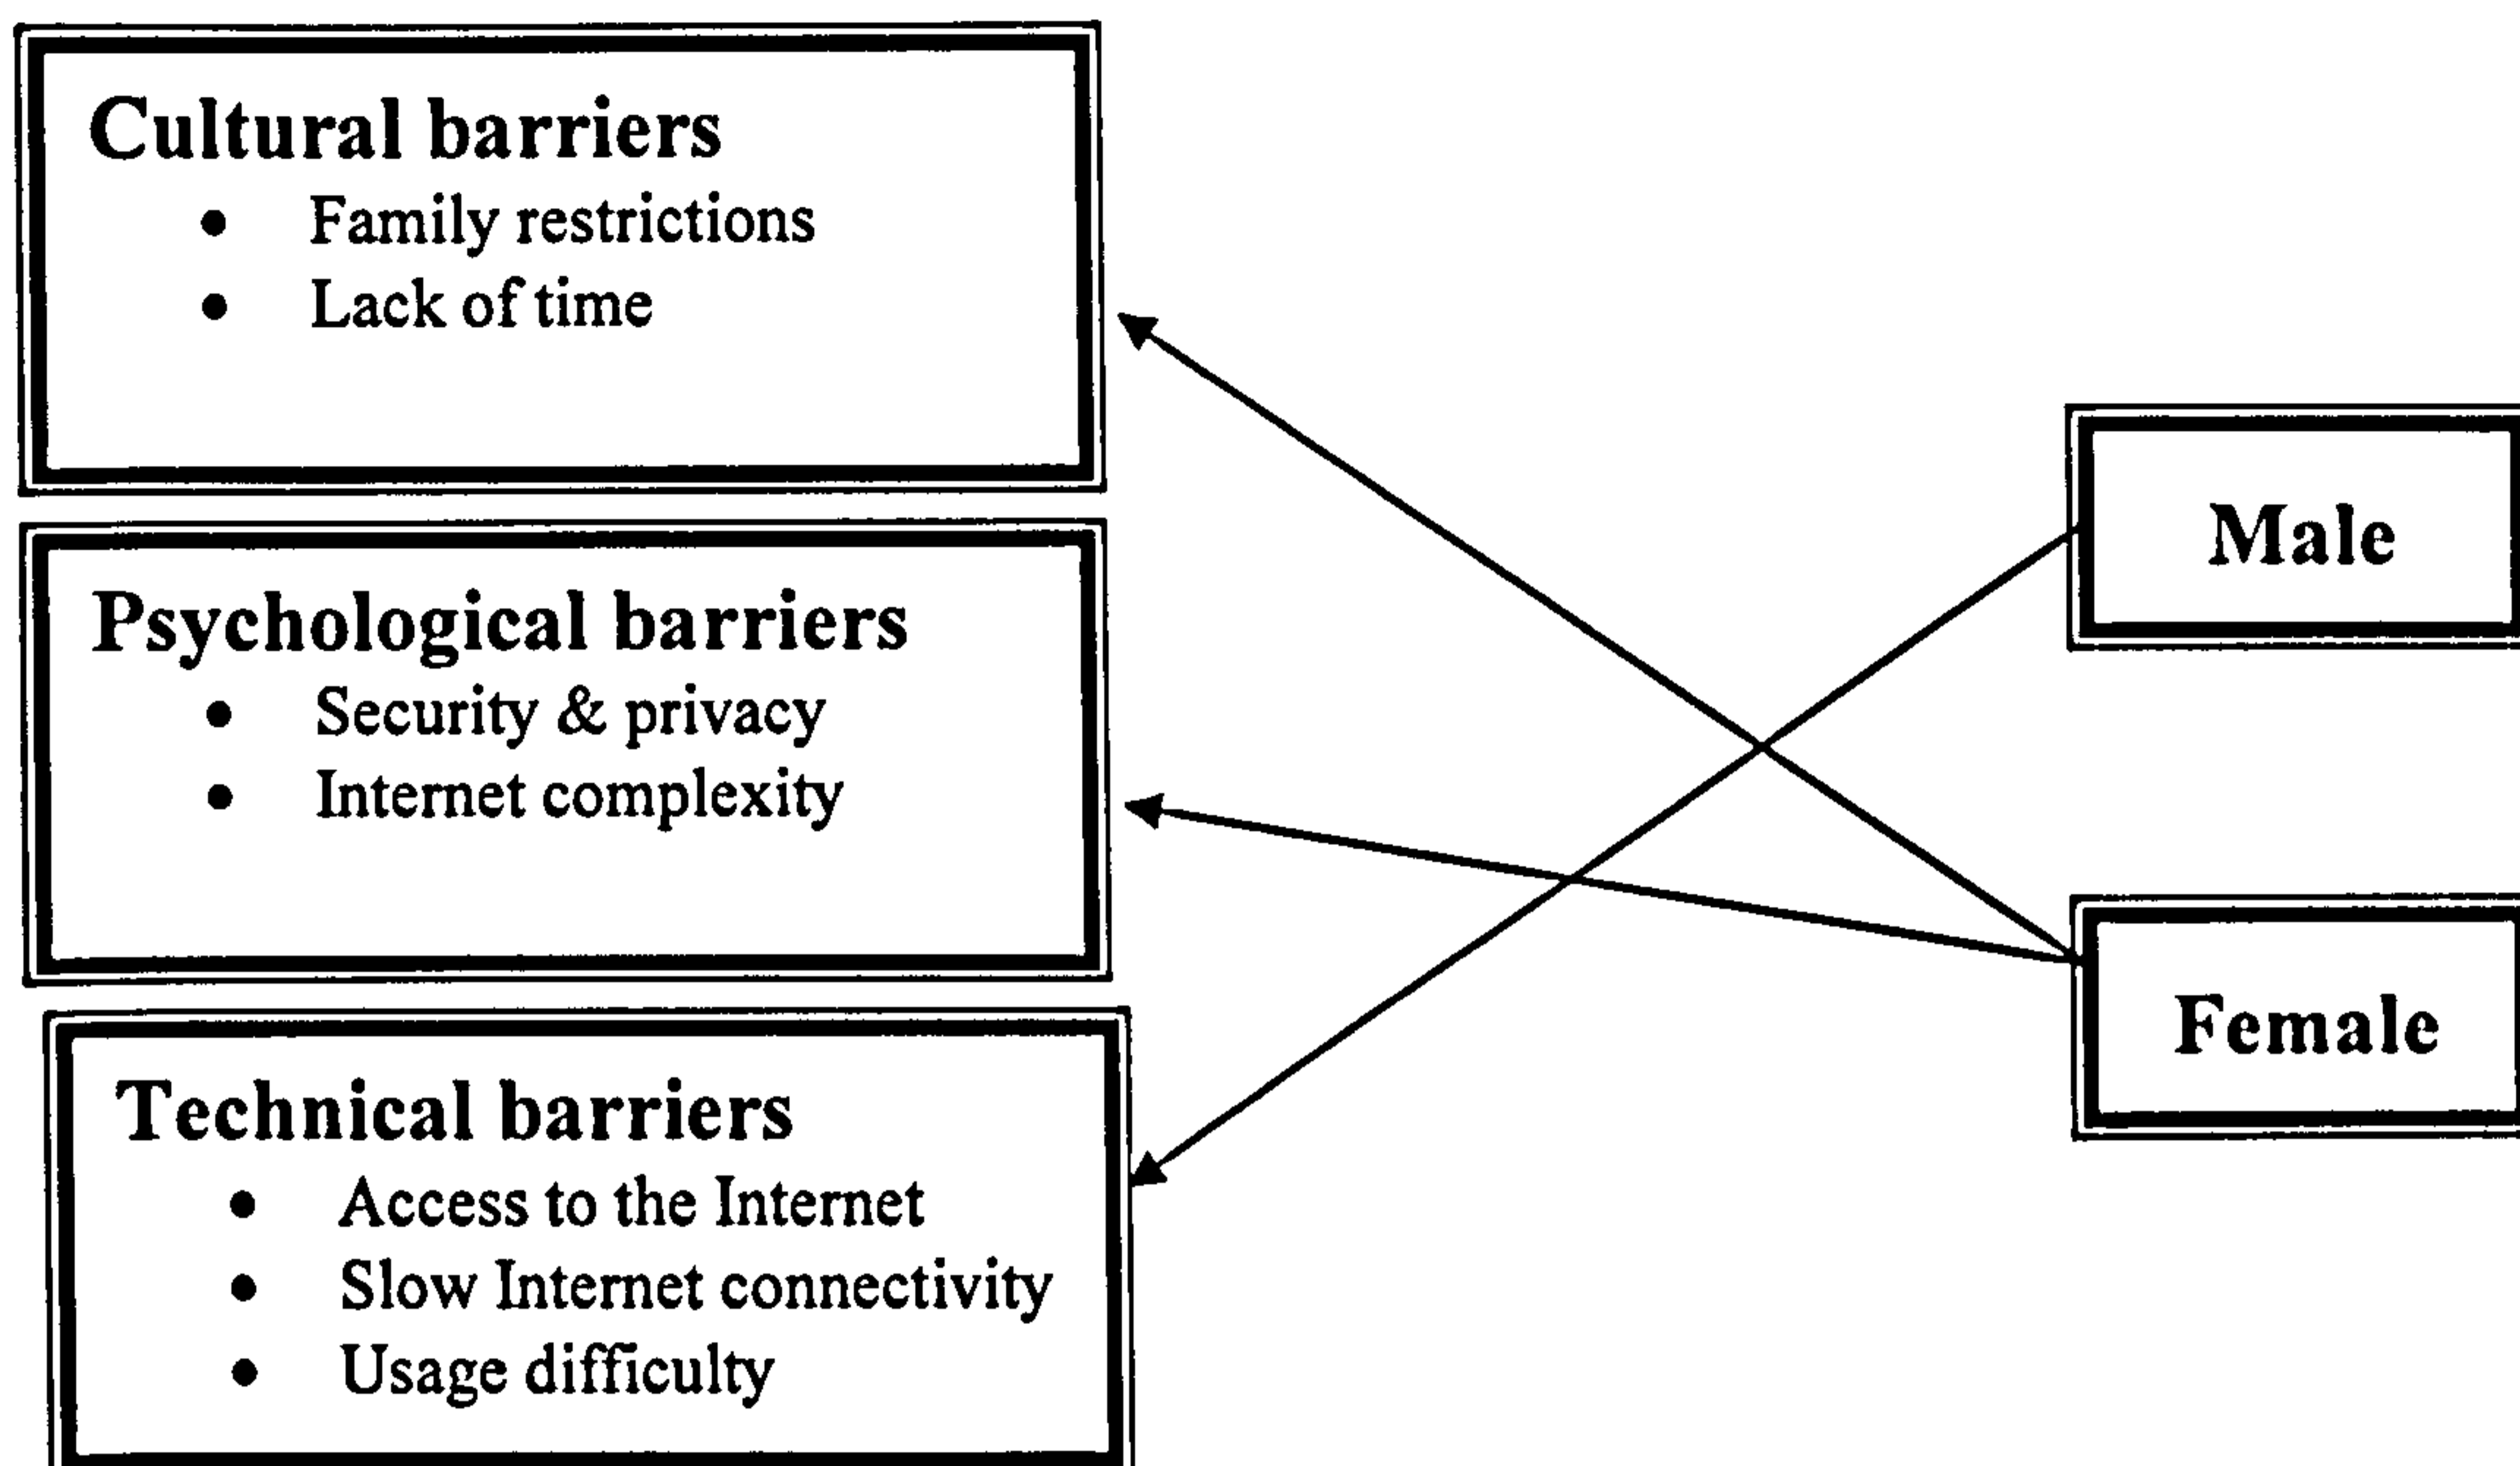 Cultural barriers
• Family restrictions
• Lack of time
Psychological barriers
• Security & privacy
• Internet complexity
Technical barriers
• Access to the Internet
• Slow Internet connectivity
• Usage difficulty
Male
Female